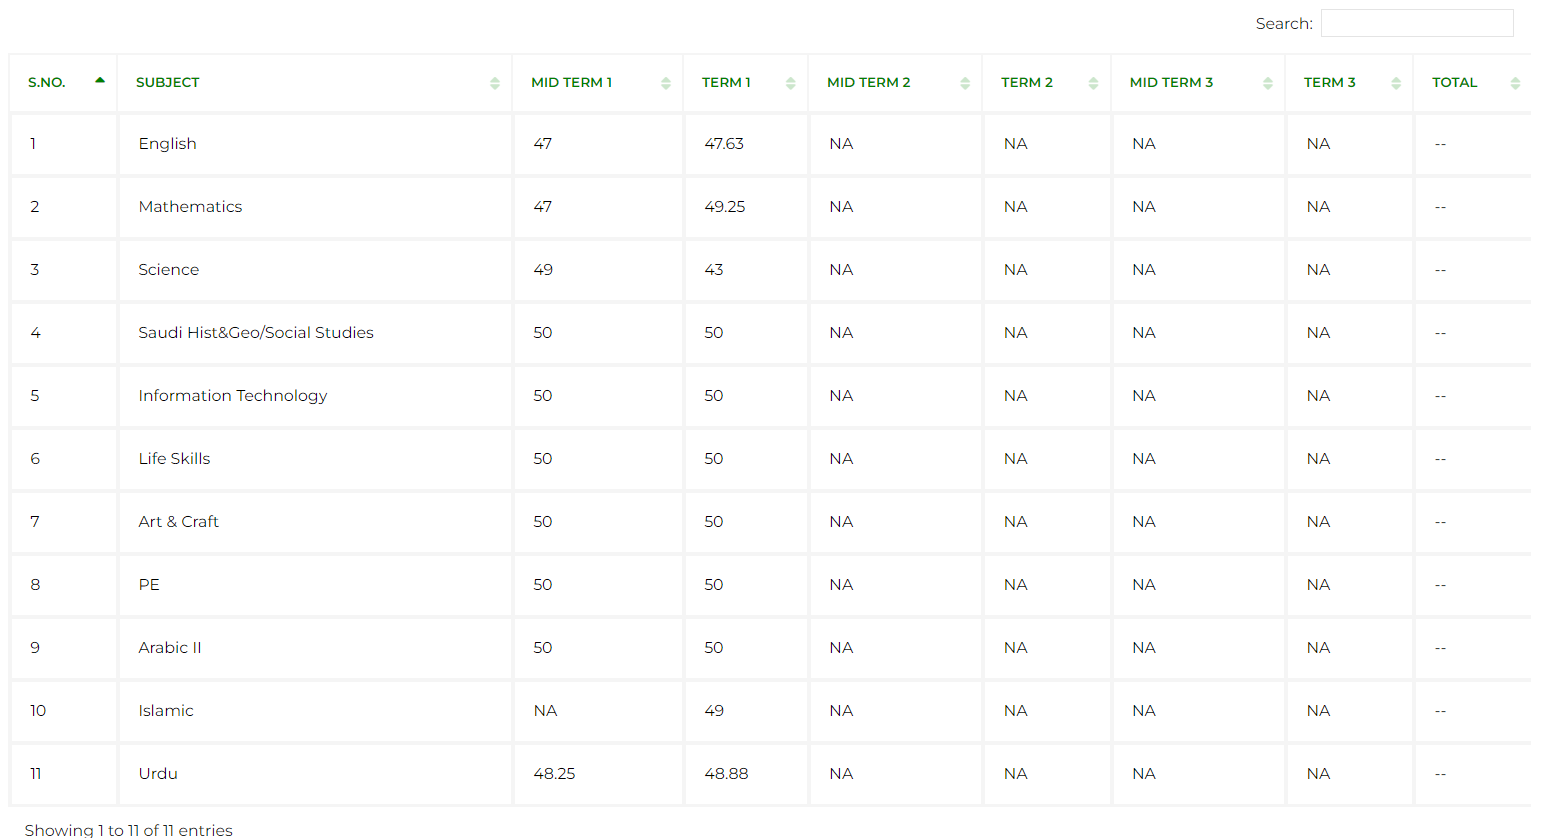 Search:
S.NO. SUBJECT MID TERM 1 TERM 1 MID TERM 2 TERM 2 MID TERM 3 TERM 3 TOTAL
1 English 47 47.63 NA NA NA NA --
2 Mathematics 47 49.25 NA NA NA NA --
3 Science 49 43 NA NA NA NA --
4 Saudi Hist&Geo/Social Studies 50 50 NA NA NA NA --
5 Information Technology 50 50 NA NA NA NA --
6 Life Skills 50 50 NA NA NA NA --
7 Art & Craft 50 50 NA NA NA NA --
8 PE 50 50 NA NA NA NA --
9 Arabic II 50 50 NA NA NA NA --
10 Islamic NA 49 NA NA NA NA --
11 Urdu 48.25 48.88 NA NA NA NA --
Showing 1 to 11 of 11 entries